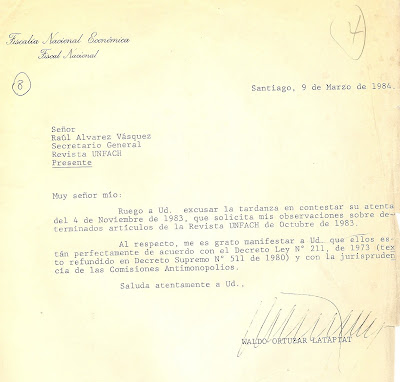 4
Fiscalía Nacional Económica
Fiscal Nacional
8
Santiago, 9 de Marzo de 1984.
Señor
Raúl Alvarez Vásquez
Secretario General
Revista UNFACH
Presente
Muy señor mío:
Ruego a Ud. excusar la tardanza en contestar su atenta
del 4 de Noviembre de 1983, que solicita mis observaciones sobre de-
terminados artículos de la Revista UNFACH de Octubre de 1983.
Al respecto, me es grato manifestar a Ud. que ellos es-
tán perfectamente de acuerdo con el Decreto Ley N° 211, de 1973 (tex
to refundido en Decreto Supremo N° 511 de 1980) y con la jurispruden
cia de las Comisiones Antimonopolios.
Saluda atentamente a Ud.,
WALDO ORTUZAR LATAPIAT